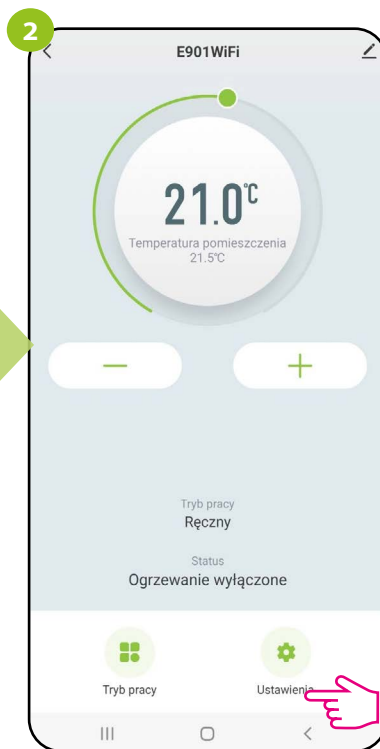 2
E901WiFi
21.0°C
Temperatura pomieszczenia
21.5°C
Tryb pracy
Ręczny
Status
Ogrzewanie wyłączone
Tryb pracy Ustawienia